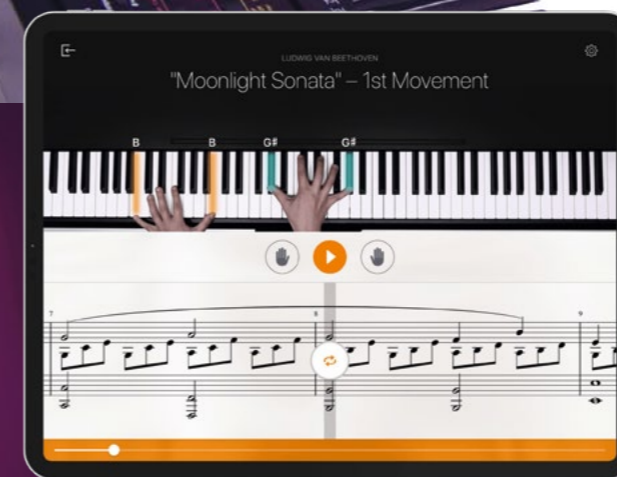 LUDWIG VAN BEETHOVEN
"Moonlight Sonata" – 1st Movement
B B G# G#
7 8 9